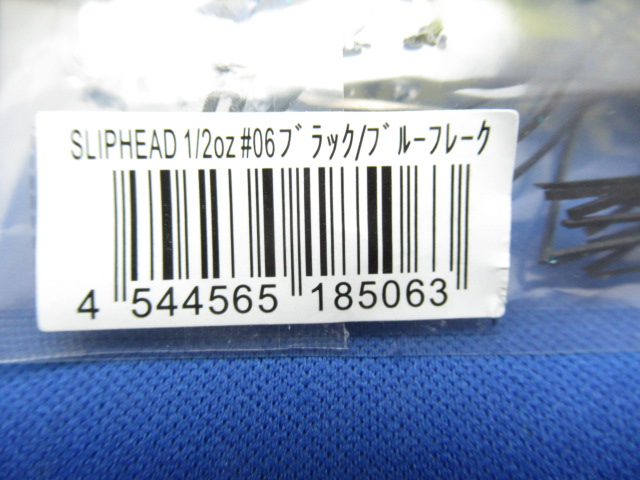 SLIPHEAD 1/2oz #06ﾌﾞﾗｯｸ/ﾌﾞﾙｰﾌﾚｰｸ
4 544565 185063